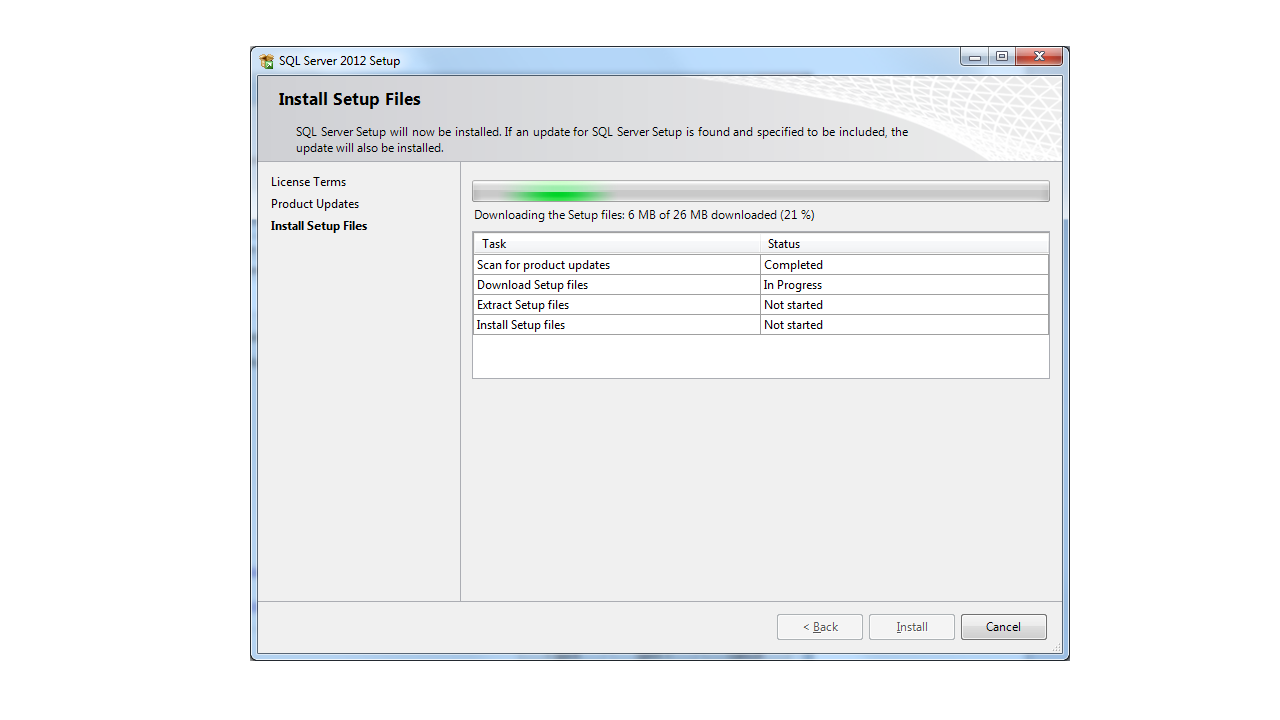 SQL Server 2012 Setup
Install Setup Files
SQL Server Setup will now be installed. If an update for SQL Server Setup is found and specified to be included, the
update will also be installed.
License Terms
Product Updates
Install Setup Files
Downloading the Setup files: 6 MB of 26 MB downloaded (21 %)
Task Status
Scan for product updates Completed
Download Setup files In Progress
Extract Setup files Not started
Install Setup files Not started
< Back Install Cancel